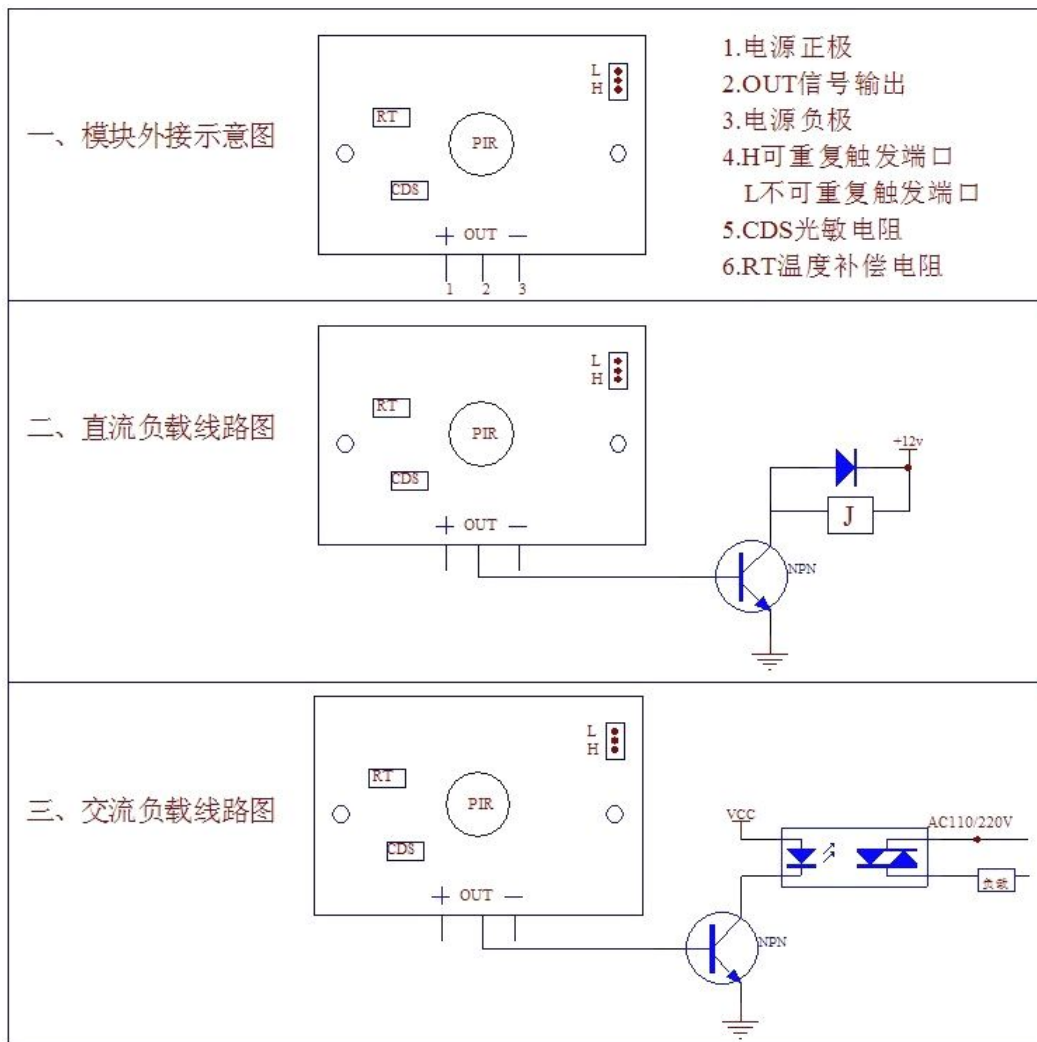 一、模块外接示意图
RT
CDS
PIR
L
H
+ OUT —
1 2 3
1.电源正极
2.OUT信号输出
3.电源负极
4.H可重复触发端口
L不可重复触发端口
5.CDS光敏电阻
6.RT温度补偿电阻
二、直流负载线路图
RT
CDS
PIR
L
H
+ OUT —
+12v
J
NPN
三、交流负载线路图
RT
CDS
PIR
L
H
+ OUT —
VCC
AC110/220V
负载
NPN